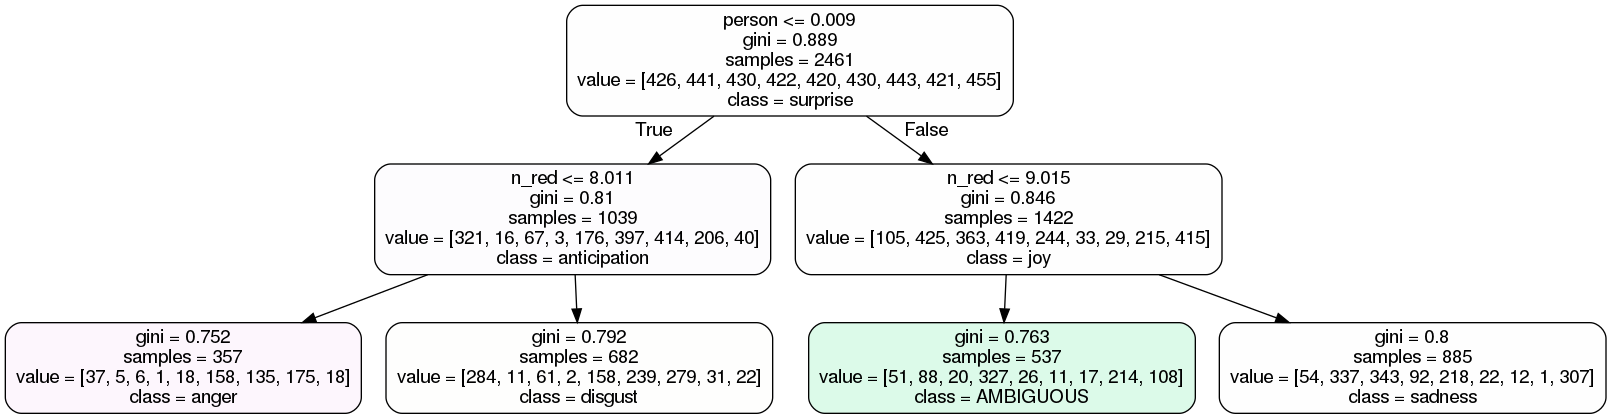 person <= 0.009
gini = 0.889
samples = 2461
value = [426, 441, 430, 422, 420, 430, 443, 421, 455]
class = surprise
True
False
n_red <= 8.011
gini = 0.81
samples = 1039
value = [321, 16, 67, 3, 176, 397, 414, 206, 40]
class = anticipation
n_red <= 9.015
gini = 0.846
samples = 1422
value = [105, 425, 363, 419, 244, 33, 29, 215, 415]
class = joy
gini = 0.752
samples = 357
value = [37, 5, 6, 1, 18, 158, 135, 175, 18]
class = anger
gini = 0.792
samples = 682
value = [284, 11, 61, 2, 158, 239, 279, 31, 22]
class = disgust
gini = 0.763
samples = 537
value = [51, 88, 20, 327, 26, 11, 17, 214, 108]
class = AMBIGUOUS
gini = 0.8
samples = 885
value = [54, 337, 343, 92, 218, 22, 12, 1, 307]
class = sadness